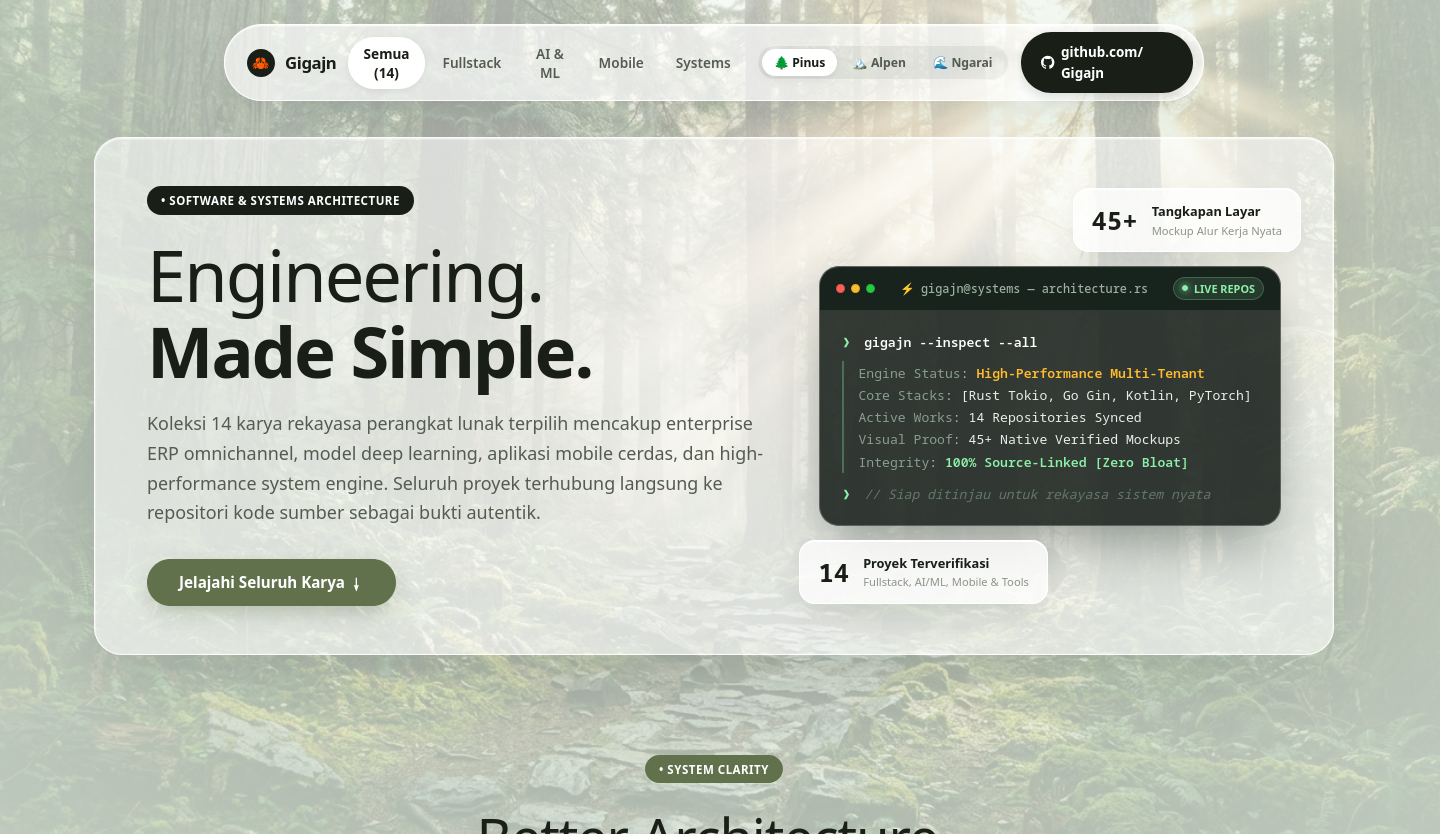 Gigajn
Semua
(14)
Fullstack
AI &
ML
Mobile
Systems
🌲 Pinus
🏔️ Alpen
🌊 Ngarai
github.com/
Gigajn
• SOFTWARE & SYSTEMS ARCHITECTURE
Engineering.
Made Simple.
Koleksi 14 karya rekayasa perangkat lunak terpilih mencakup enterprise
ERP omnichannel, model deep learning, aplikasi mobile cerdas, dan high-
performance system engine. Seluruh proyek terhubung langsung ke
repositori kode sumber sebagai bukti autentik.
Jelajahi Seluruh Karya ↓
45+
Tangkapan Layar
Mockup Alur Kerja Nyata
⚡ gigajn@systems — architecture.rs
LIVE REPOS
❯ gigajn --inspect --all
Engine Status: High-Performance Multi-Tenant
Core Stacks: [Rust Tokio, Go Gin, Kotlin, PyTorch]
Active Works: 14 Repositories Synced
Visual Proof: 45+ Native Verified Mockups
Integrity: 100% Source-Linked [Zero Bloat]
❯ // Siap ditinjau untuk rekayasa sistem nyata
14
Proyek Terverifikasi
Fullstack, AI/ML, Mobile & Tools
• SYSTEM CLARITY
Better Architecture